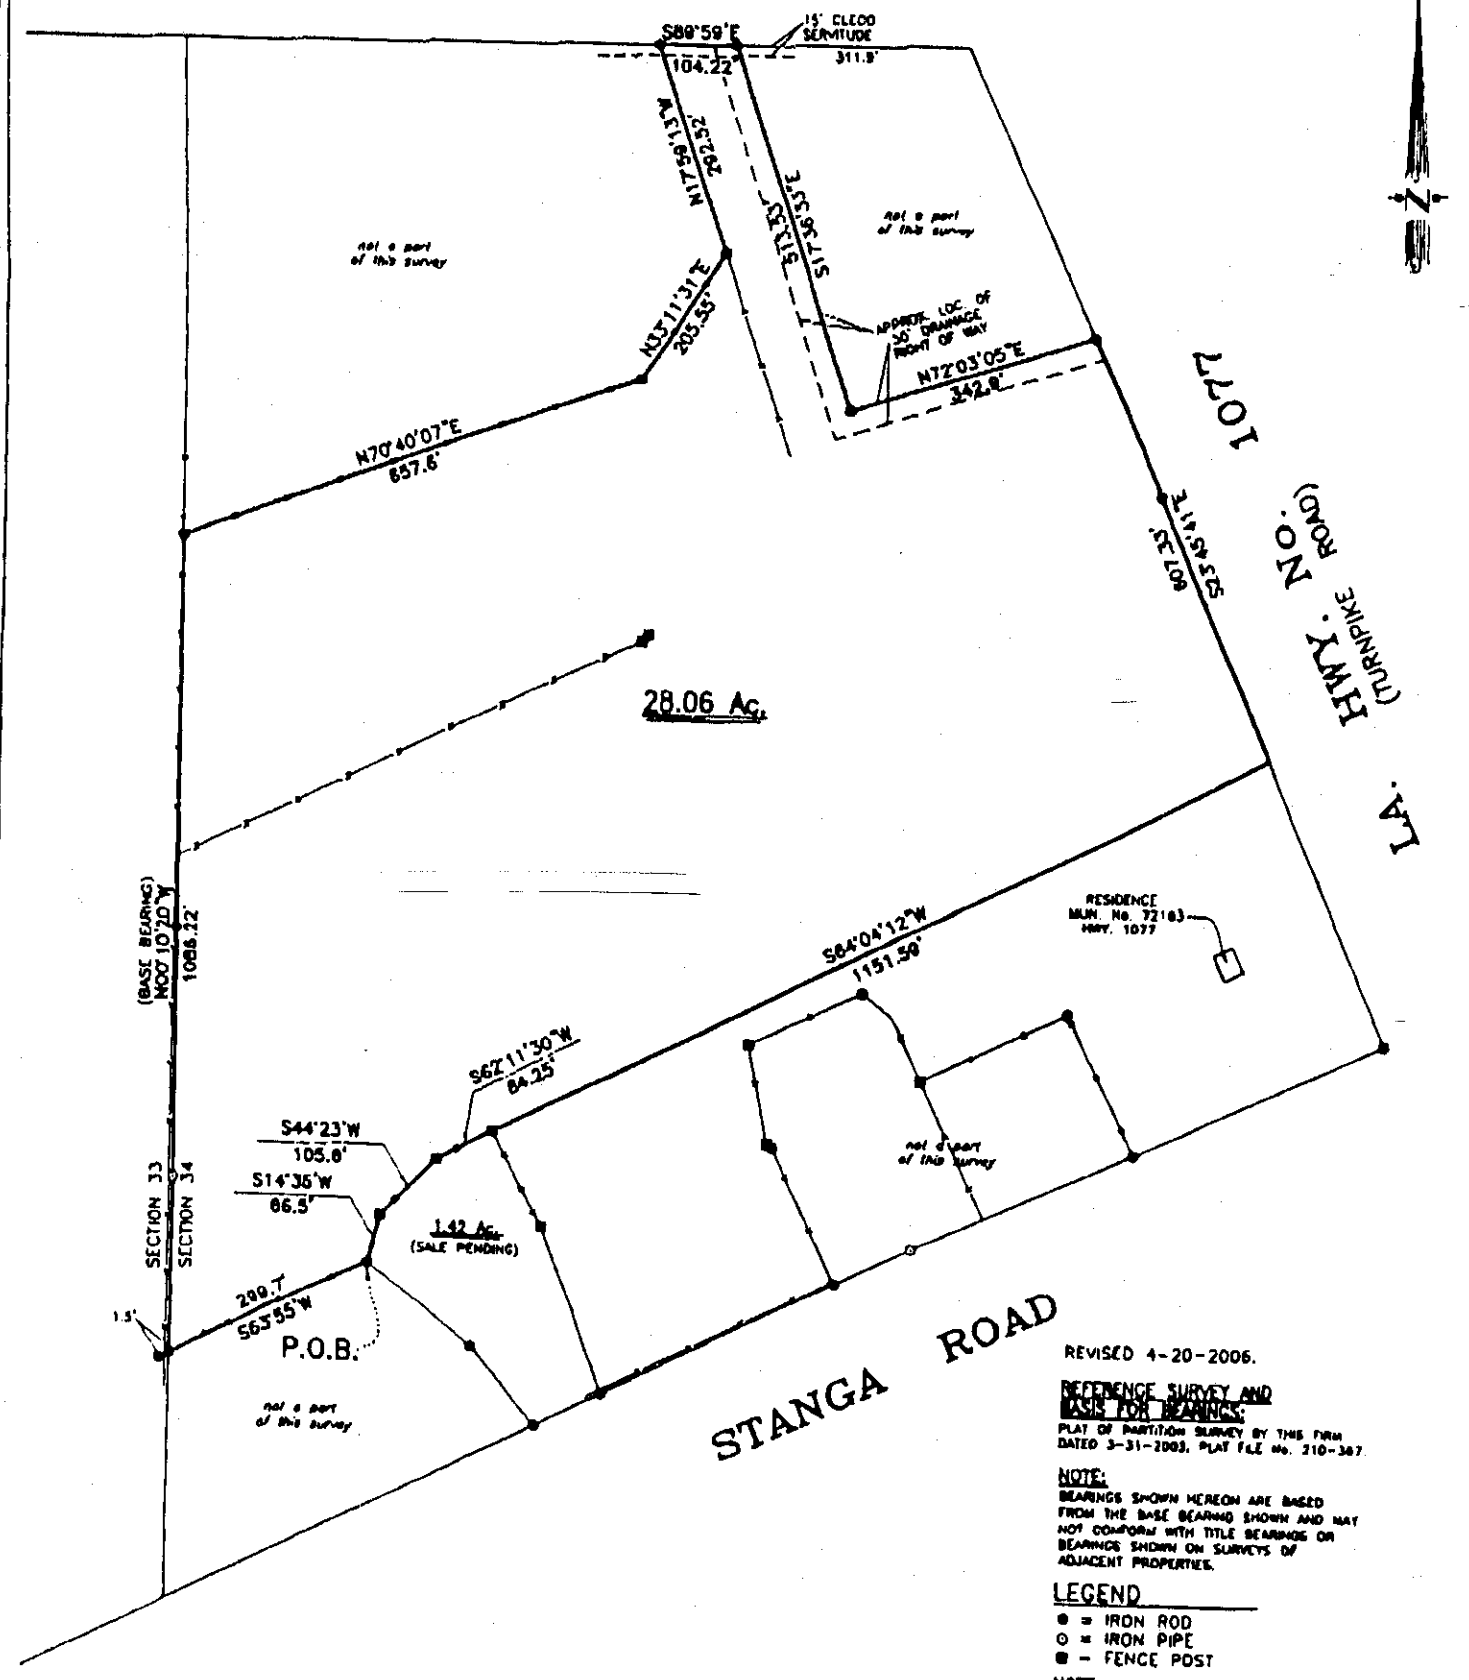 S89°59'E
104.22'
15' CLECO
SERVITUDE
311.9'
N17°59'13"W
292.52'
S17°36'33"E
513.53'
not a part
of this survey
not a part
of this survey
N
N33°11'31"E
205.55'
APPROX. LOC. OF
30' DRAINAGE
RIGHT OF WAY
N72°03'05"E
342.9'
N70°40'07"E
657.6'
S23°45'41"E
607.33'
LA. HWY. NO. 1077
(TURNPIKE ROAD)
28.06 Ac.
(BASE BEARING)
N00°10'20"W
1086.22'
RESIDENCE
MUN. No. 72183
HWY. 1077
S64°04'12"W
1151.59'
S62°11'30"W
84.25'
S44°23'W
105.6'
S14°35'W
86.5'
SECTION 33
SECTION 34
1.42 Ac.
(SALE PENDING)
not a part
of this survey
299.7'
S63°55'W
1.5'
P.O.B.
not a part
of this survey
STANGA ROAD
REVISED 4-20-2006.
REFERENCE SURVEY AND
BASIS FOR BEARINGS:
PLAT OF PARTITION SURVEY BY THIS FIRM
DATED 3-31-2003, PLAT FILE No. 210-367.
NOTE:
BEARINGS SHOWN HEREON ARE BASED
FROM THE BASE BEARING SHOWN AND MAY
NOT CONFORM WITH TITLE BEARINGS OR
BEARINGS SHOWN ON SURVEYS OF
ADJACENT PROPERTIES.
LEGEND
● = IRON ROD
○ = IRON PIPE
■ - FENCE POST